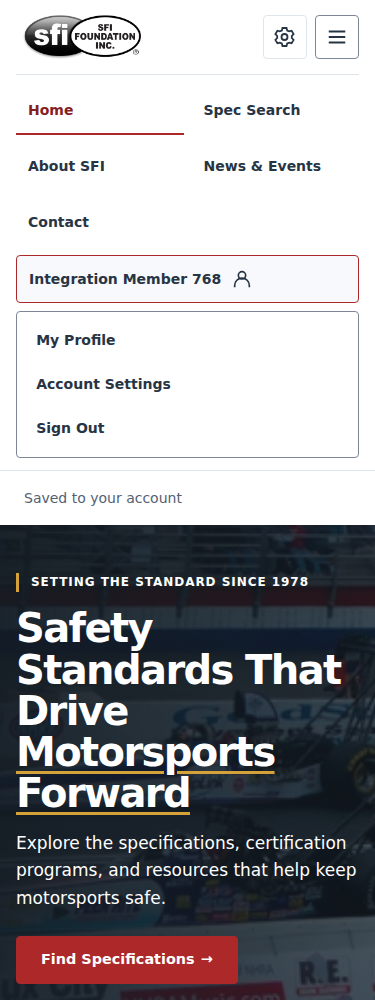 sfi
SFI
FOUNDATION
INC.
®
Home
Spec Search
About SFI
News & Events
Contact
Integration Member 768
My Profile
Account Settings
Sign Out
Saved to your account
SETTING THE STANDARD SINCE 1978
Safety
Standards That
Drive
Motorsports
Forward
Explore the specifications, certification
programs, and resources that help keep
motorsports safe.
Find Specifications →
R.E.